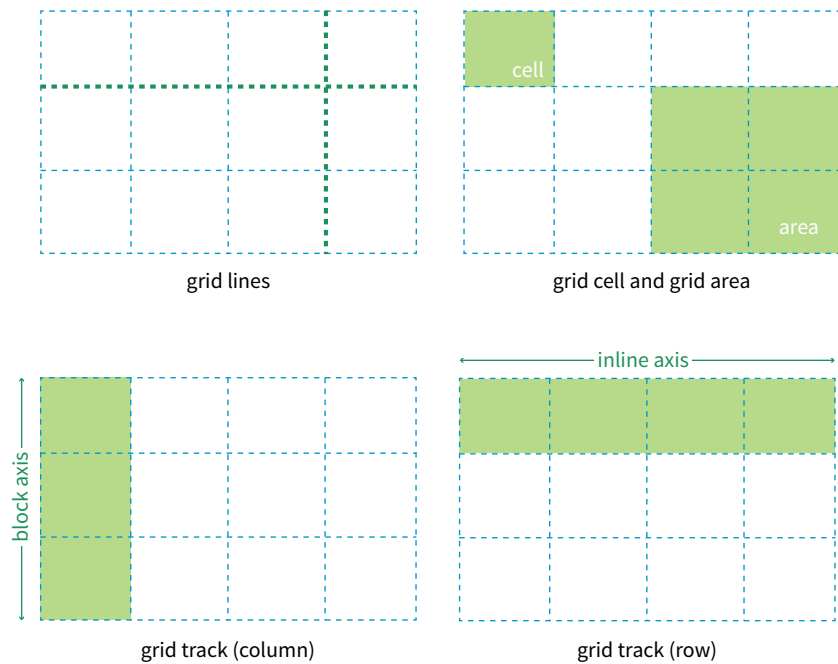 cell
area
grid lines
grid cell and grid area
inline axis
block axis
grid track (column)
grid track (row)